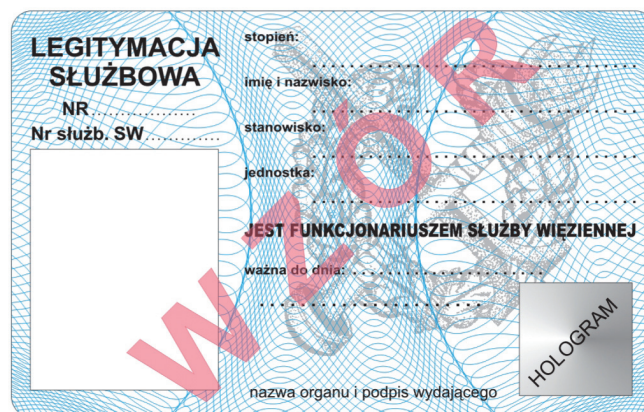 LEGITYMACJA
SŁUŻBOWA
NR....................
Nr służb. SW.............
stopień:
imię i nazwisko:
stanowisko:
jednostka:
JEST FUNKCJONARIUSZEM SŁUŻBY WIĘZIENNEJ
ważna do dnia:
nazwa organu i podpis wydającego
HOLOGRAM
WZÓR